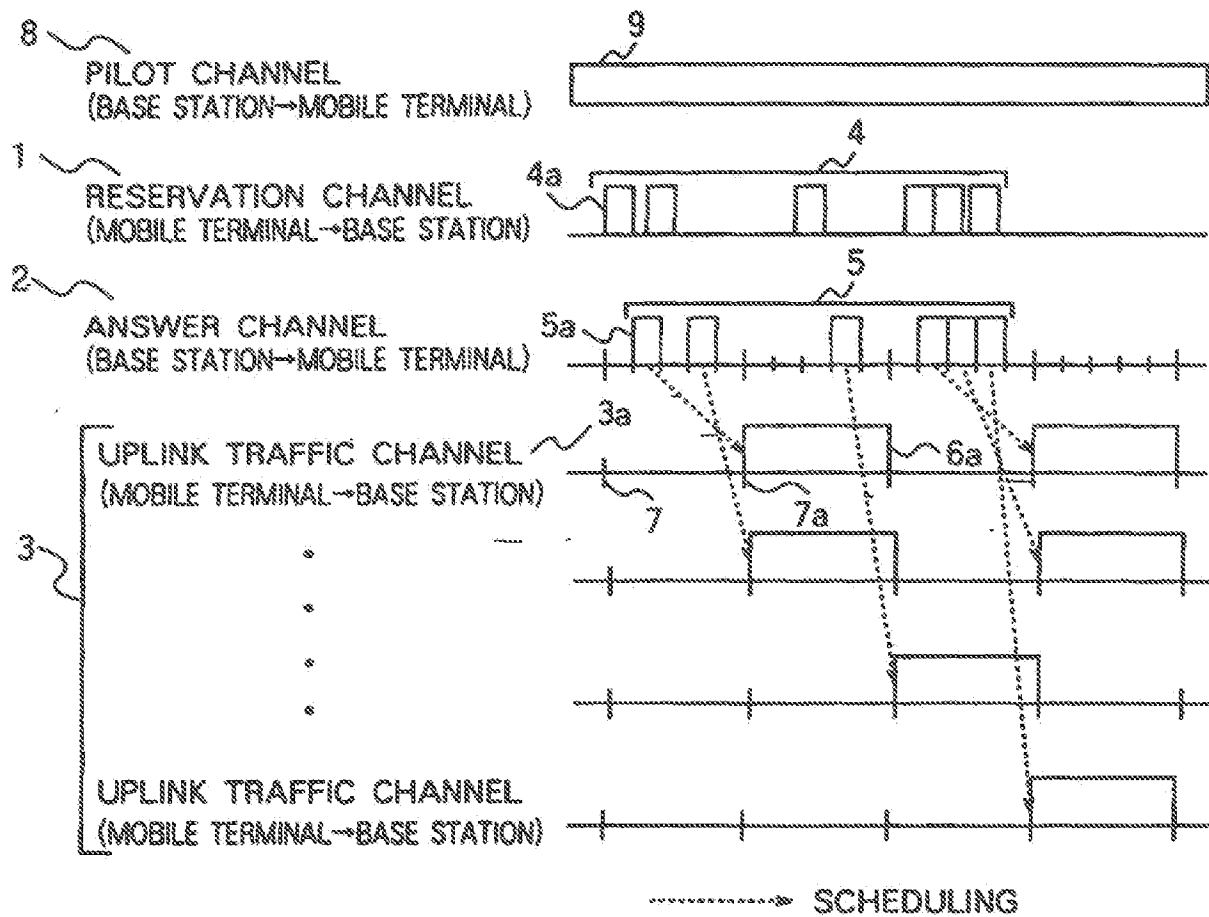 8
9
PILOT CHANNEL
(BASE STATION→MOBILE TERMINAL)
1
4
4a
RESERVATION CHANNEL
(MOBILE TERMINAL→BASE STATION)
2
5
5a
ANSWER CHANNEL
(BASE STATION→MOBILE TERMINAL)
3a
UPLINK TRAFFIC CHANNEL
(MOBILE TERMINAL→BASE STATION)
6a
7
7a
3
UPLINK TRAFFIC CHANNEL
(MOBILE TERMINAL→BASE STATION)
SCHEDULING